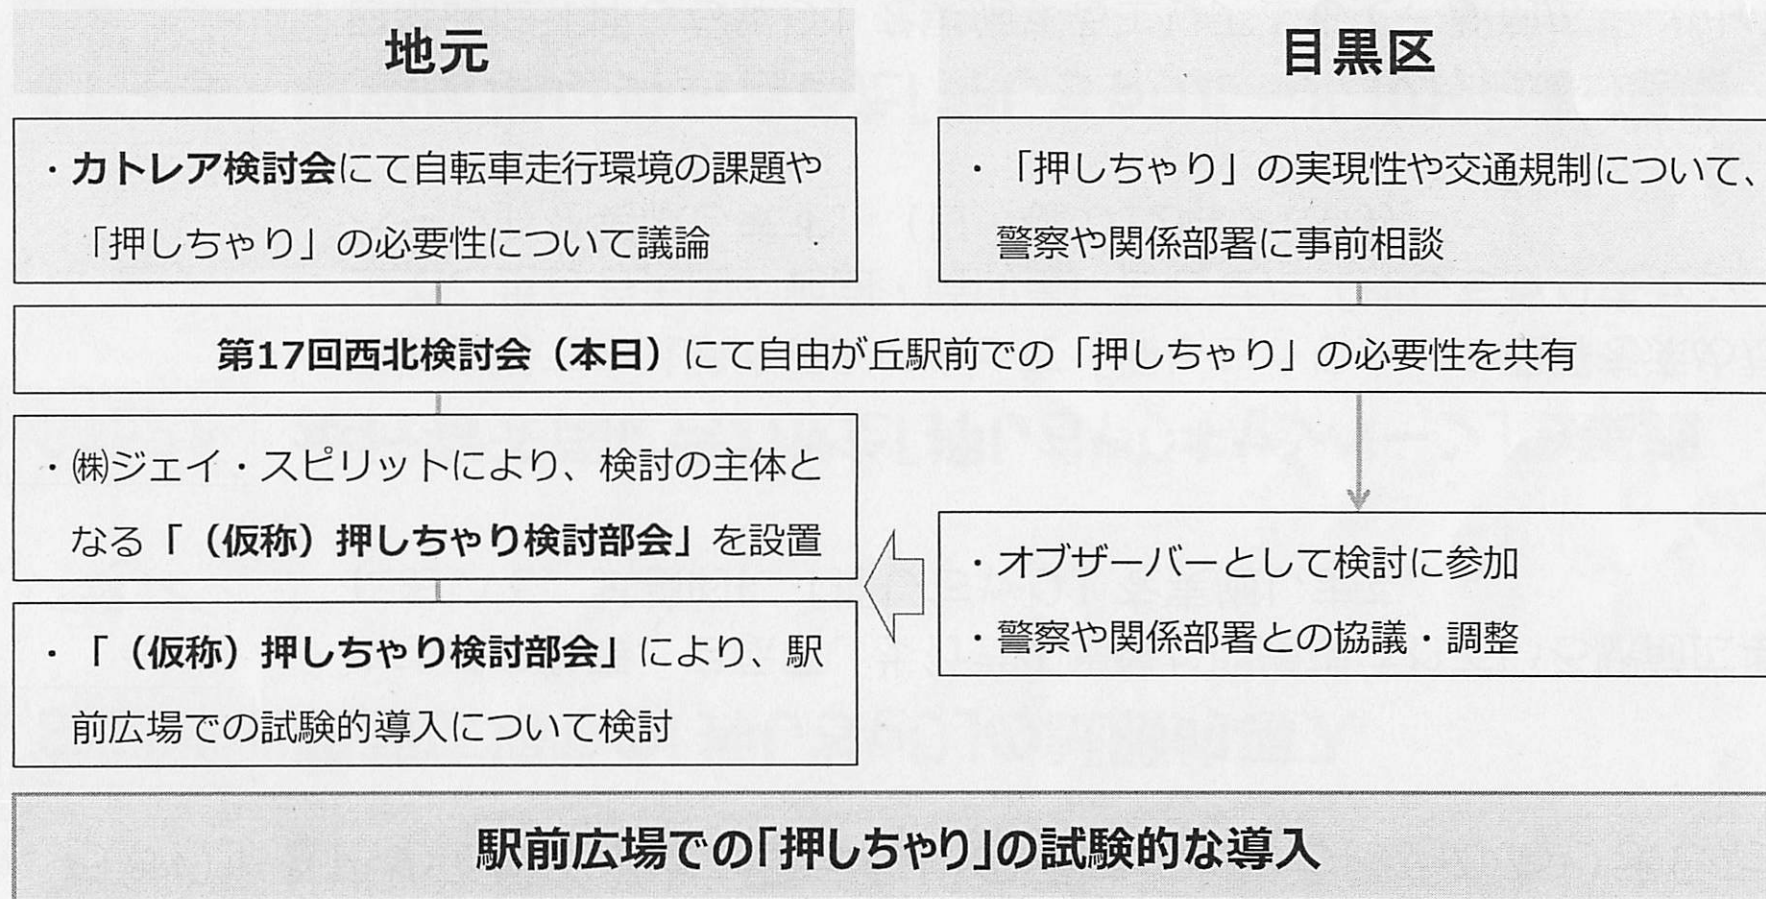 地元
目黒区
・カトレア検討会にて自転車走行環境の課題や
「押しちゃり」の必要性について議論
・「押しちゃり」の実現性や交通規制について、
警察や関係部署に事前相談
第17回西北検討会（本日）にて自由が丘駅前での「押しちゃり」の必要性を共有
・㈱ジェイ・スピリットにより、検討の主体と
なる「（仮称）押しちゃり検討部会」を設置
・「（仮称）押しちゃり検討部会」により、駅
前広場での試験的導入について検討
・オブザーバーとして検討に参加
・警察や関係部署との協議・調整
駅前広場での「押しちゃり」の試験的な導入